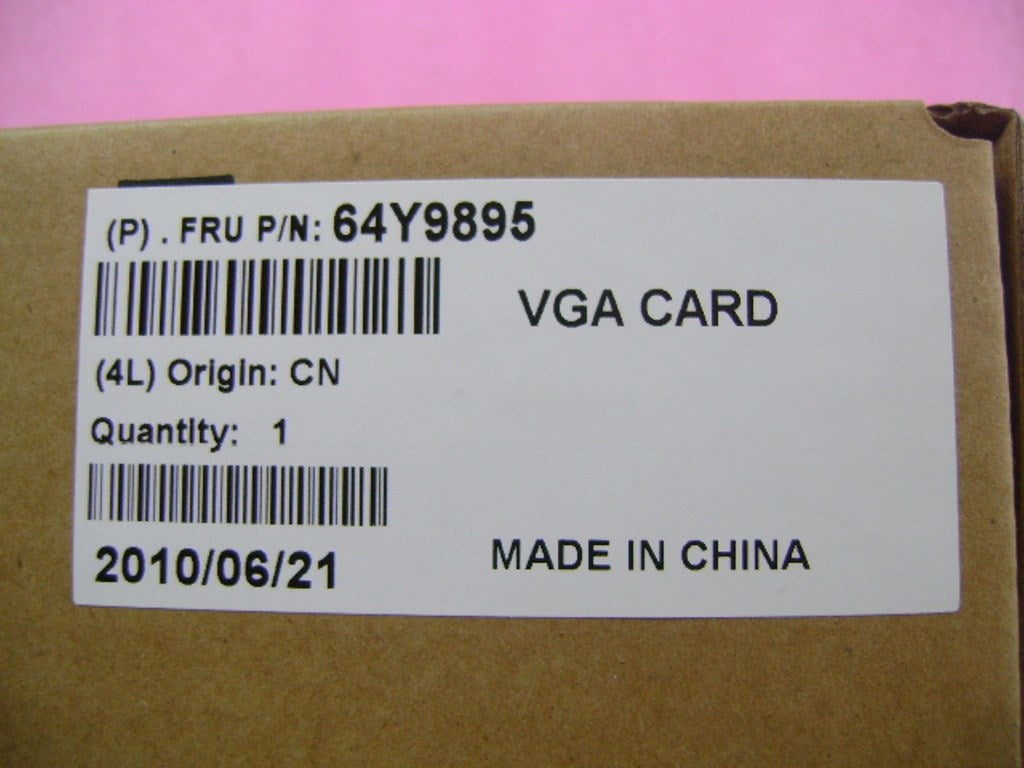 (P) . FRU P/N: 64Y9895
VGA CARD
(4L) Origin: CN
Quantity: 1
2010/06/21
MADE IN CHINA